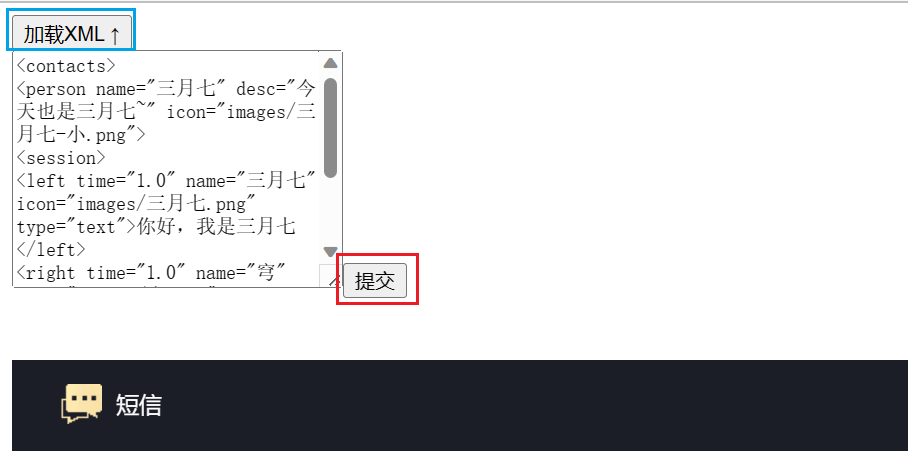 加载XML ↑
<contacts>
<person name="三月七" desc="今
天也是三月七~" icon="images/三
月七-小.png">
<session>
<left time="1.0" name="三月七"
icon="images/三月七.png"
type="text">你好，我是三月七
</left>
<right time="1.0" name="穹"
提交
短信